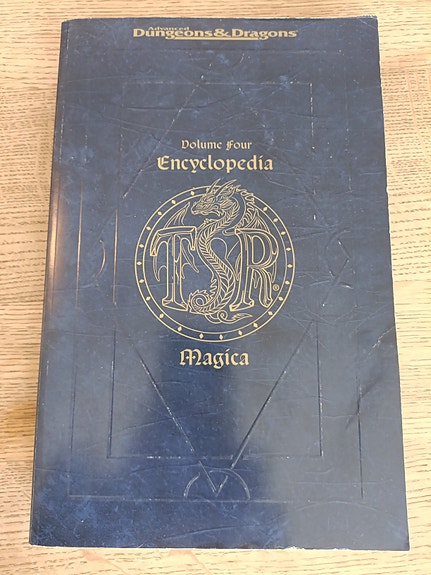 Advanced
Dungeons & Dragons
Volume Four
Encyclopedia
TSR®
Magica